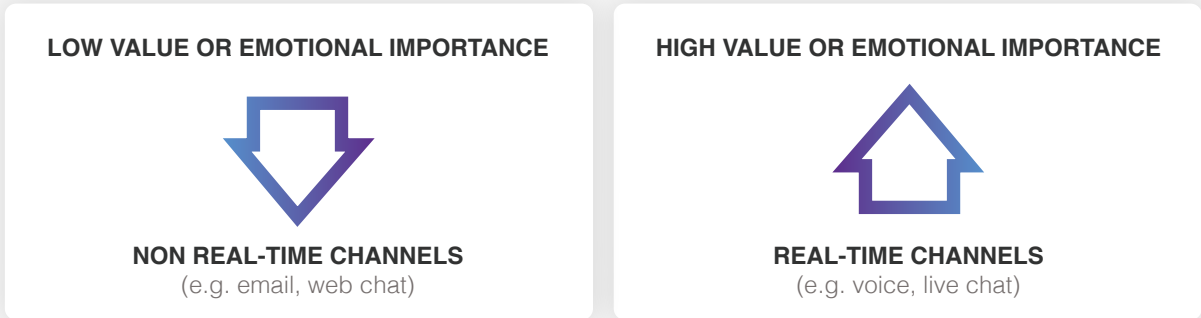 LOW VALUE OR EMOTIONAL IMPORTANCE
NON REAL-TIME CHANNELS
(e.g. email, web chat)
HIGH VALUE OR EMOTIONAL IMPORTANCE
REAL-TIME CHANNELS
(e.g. voice, live chat)